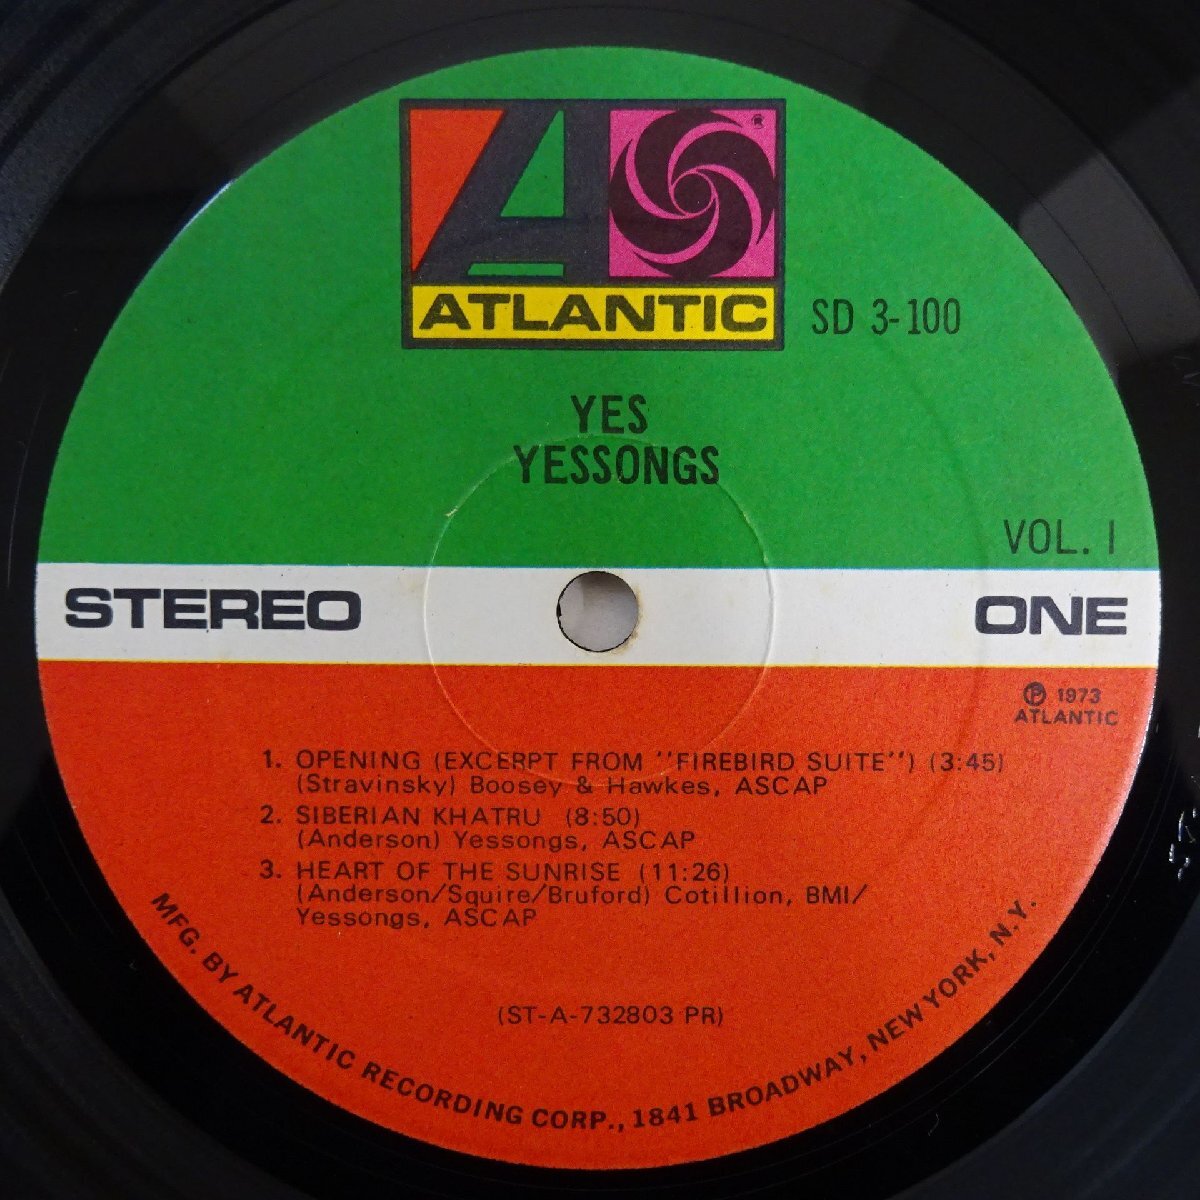 ATLANTIC
®
SD 3-100
YES
YESSONGS
VOL. I
STEREO
ONE
℗ 1973
ATLANTIC
1. OPENING (EXCERPT FROM "FIREBIRD SUITE") (3:45)
(Stravinsky) Boosey & Hawkes, ASCAP
2. SIBERIAN KHATRU (8:50)
(Anderson) Yessongs, ASCAP
3. HEART OF THE SUNRISE (11:26)
(Anderson/Squire/Bruford) Cotillion, BMI/
Yessongs, ASCAP
(ST-A-732803 PR)
MFG. BY ATLANTIC RECORDING CORP., 1841 BROADWAY, NEW YORK, N.Y.